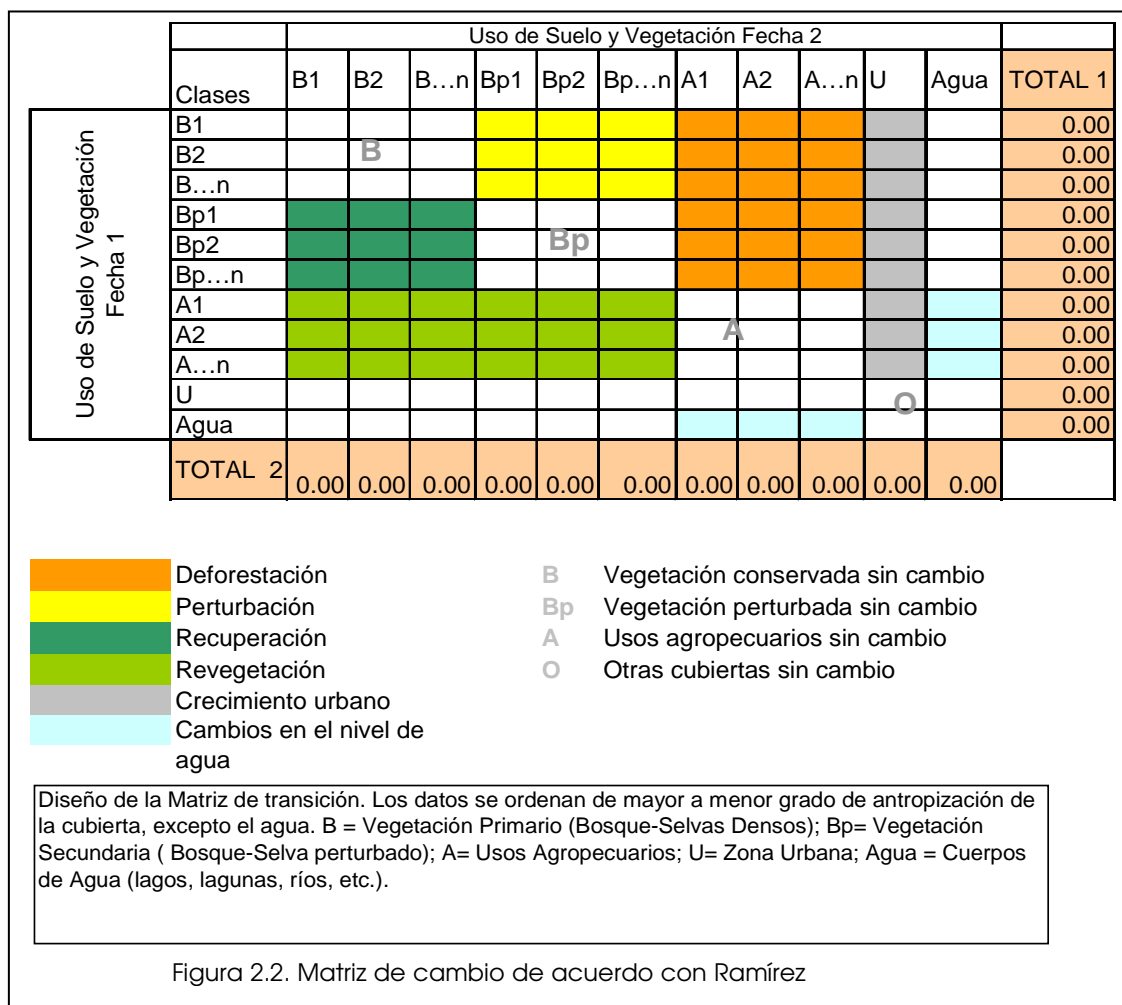 Uso de Suelo y Vegetación Fecha 2
Clases B1 B2 B…n Bp1 Bp2 Bp…n A1 A2 A…n U Agua TOTAL 1
Uso de Suelo y Vegetación
Fecha 1
B1 0.00
B2 B 0.00
B…n 0.00
Bp1 0.00
Bp2 Bp 0.00
Bp…n 0.00
A1 0.00
A2 A 0.00
A…n 0.00
U O 0.00
Agua 0.00
TOTAL 2 0.00 0.00 0.00 0.00 0.00 0.00 0.00 0.00 0.00 0.00 0.00
Deforestación B Vegetación conservada sin cambio
Perturbación Bp Vegetación perturbada sin cambio
Recuperación A Usos agropecuarios sin cambio
Revegetación O Otras cubiertas sin cambio
Crecimiento urbano
Cambios en el nivel de
agua
Diseño de la Matriz de transición. Los datos se ordenan de mayor a menor grado de antropización de
la cubierta, excepto el agua. B = Vegetación Primario (Bosque-Selvas Densos); Bp= Vegetación
Secundaria ( Bosque-Selva perturbado); A= Usos Agropecuarios; U= Zona Urbana; Agua = Cuerpos
de Agua (lagos, lagunas, ríos, etc.).
Figura 2.2. Matriz de cambio de acuerdo con Ramírez